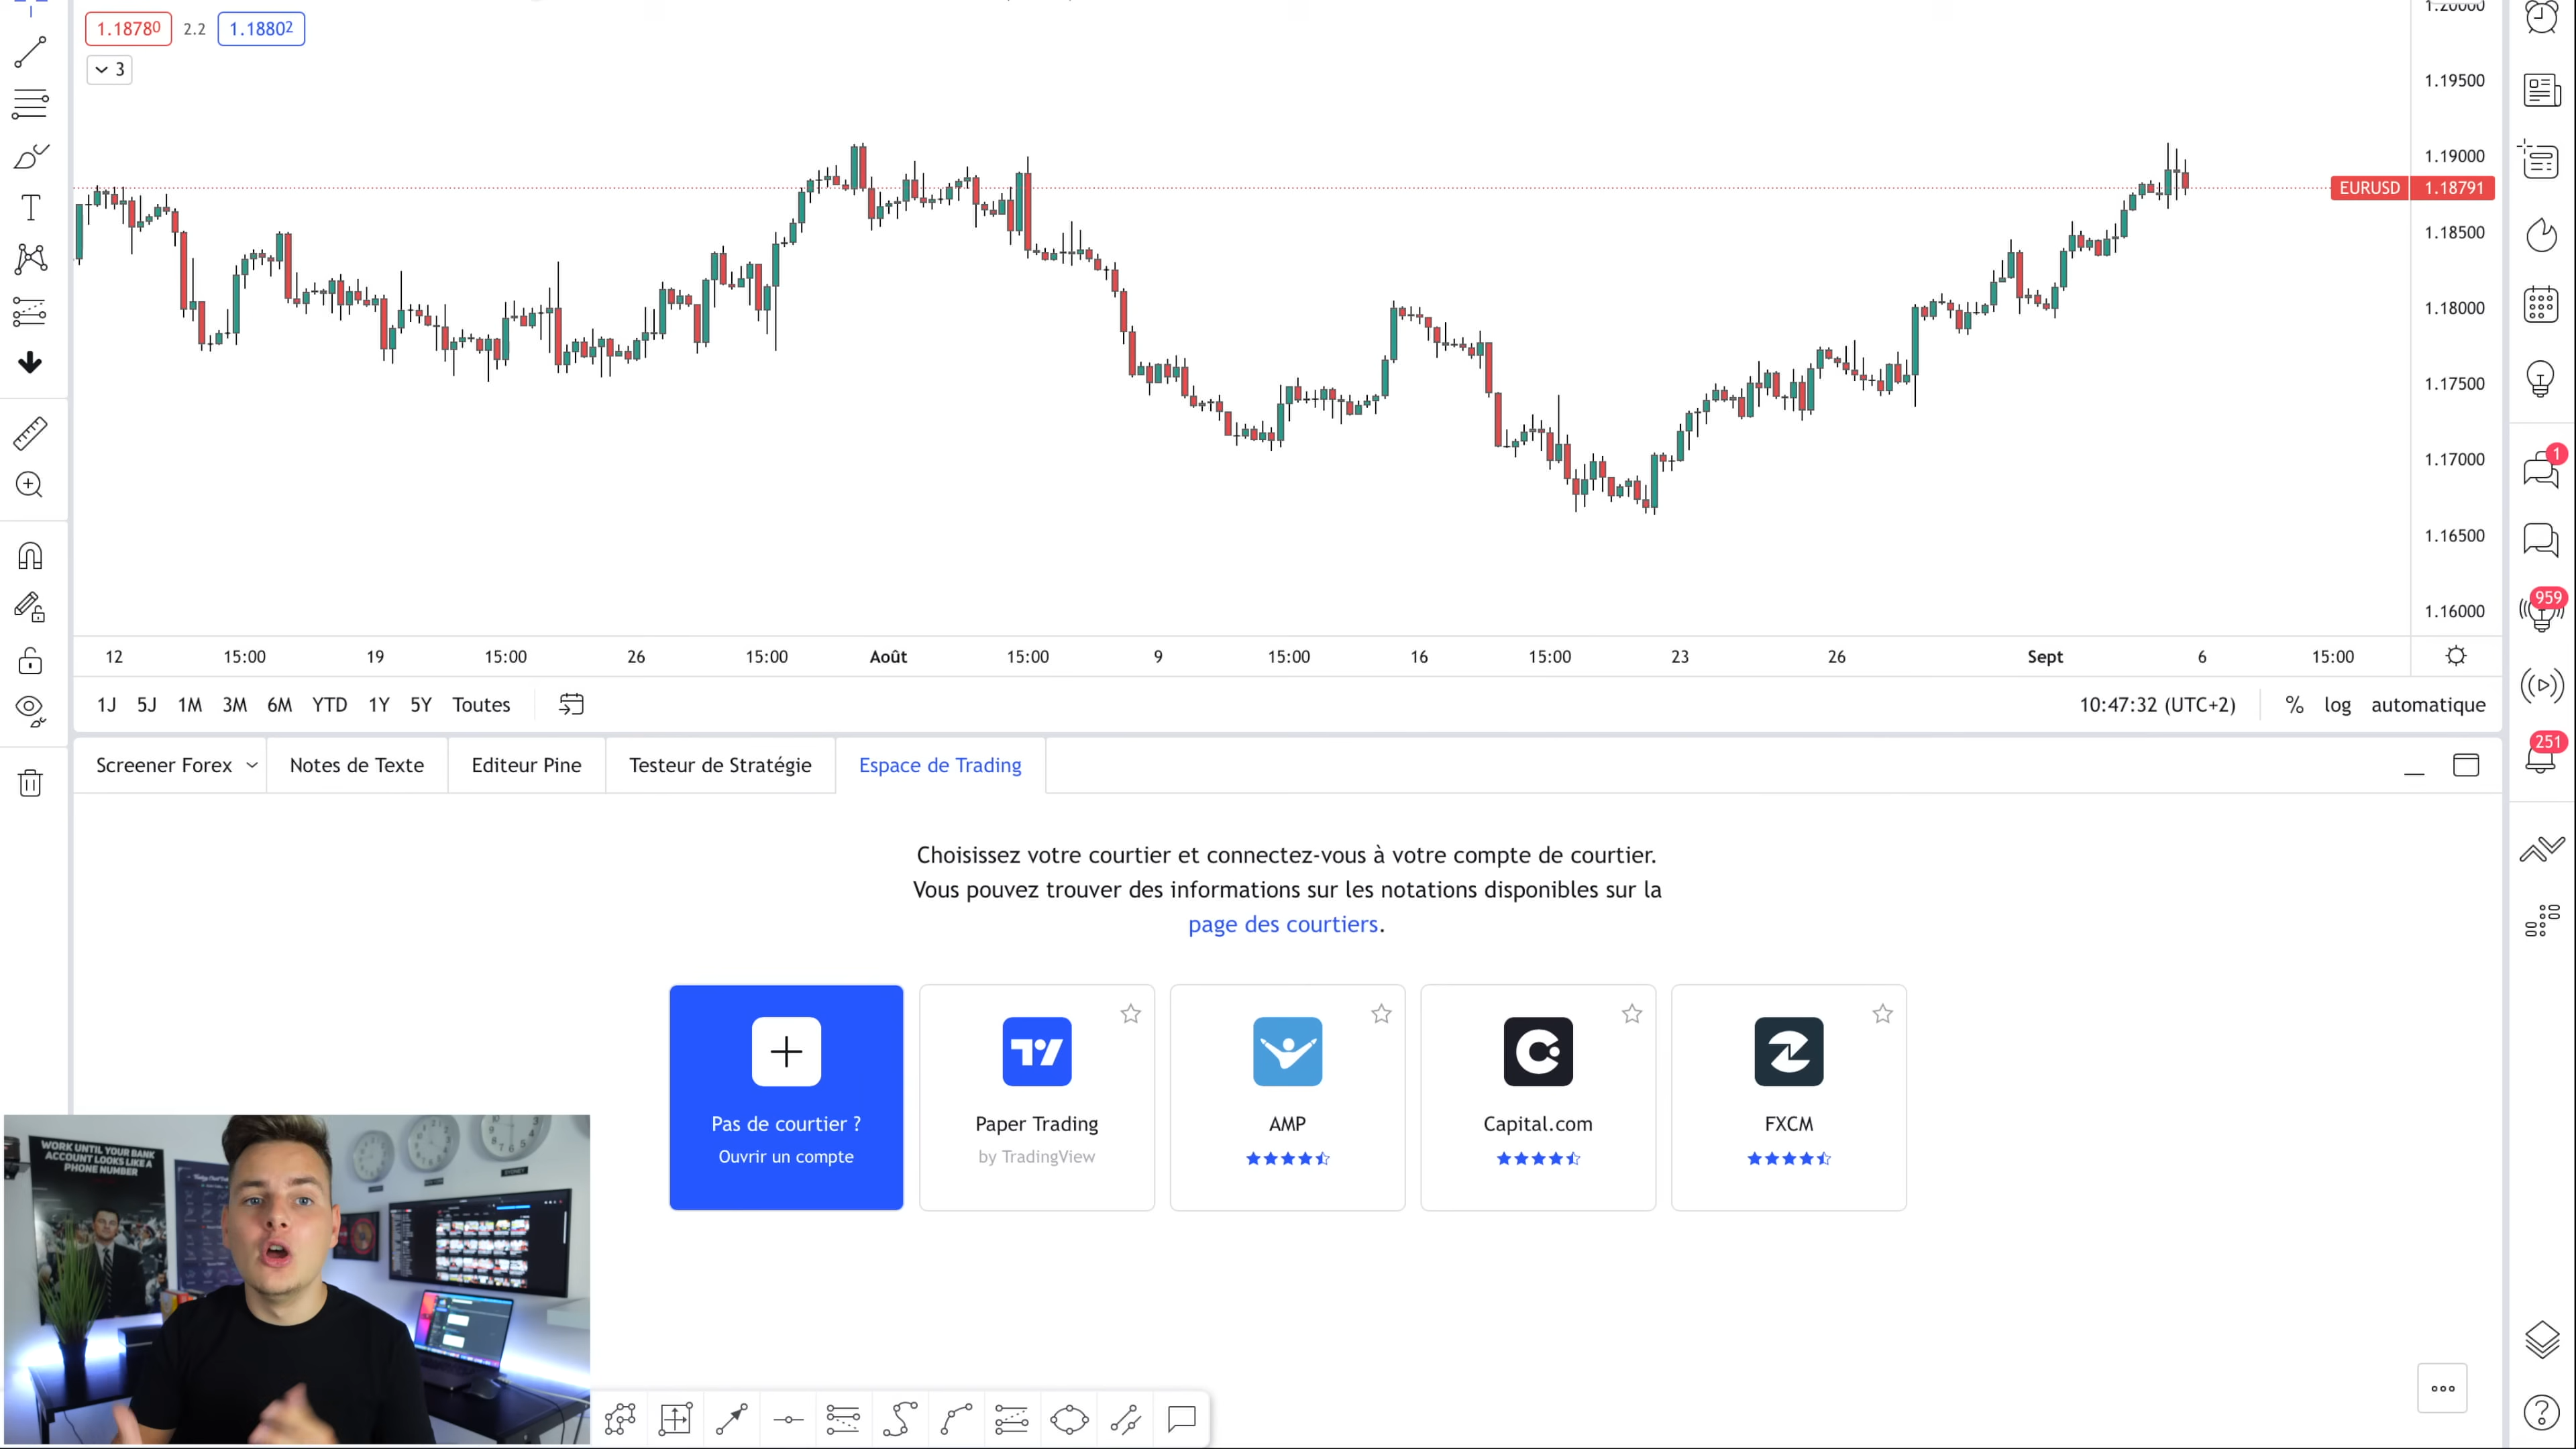 1.20000
1.18780 2.2 1.18802
3
1.19500
1.19000
EURUSD 1.18791
1.18500
1.18000
1.17500
1.17000
1.16500
1.16000
1
959
251
12 15:00 19 15:00 26 15:00 Août 15:00 9 15:00 16 15:00 23 26 Sept 6 15:00
1J 5J 1M 3M 6M YTD 1Y 5Y Toutes 10:47:32 (UTC+2) % log automatique
Screener Forex Notes de Texte Editeur Pine Testeur de Stratégie Espace de Trading
Choisissez votre courtier et connectez-vous à votre compte de courtier.
Vous pouvez trouver des informations sur les notations disponibles sur la
page des courtiers.
Pas de courtier ?
Ouvrir un compte
Paper Trading
by TradingView
AMP
Capital.com
FXCM
WORK UNTIL YOUR BANK
ACCOUNT LOOKS LIKE A
PHONE NUMBER
SYDNEY